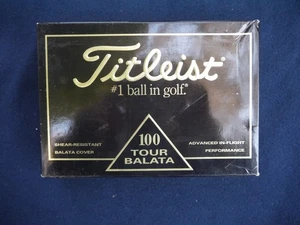 Titleist
#1 ball in golf.®
SHEAR-RESISTANT
BALATA COVER
100
TOUR
BALATA
ADVANCED IN-FLIGHT
PERFORMANCE